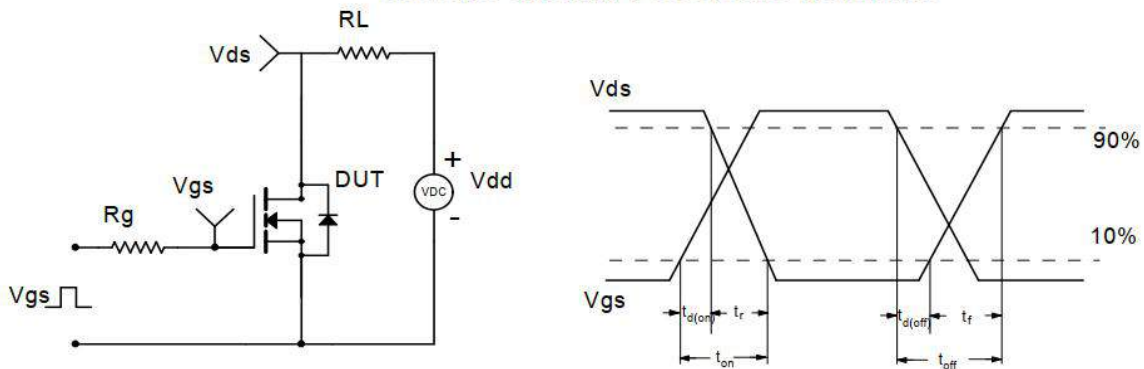 RL
Vds
Vgs
DUT
+
Vdd
VDC
-
Rg
Vgs
Vds
90%
10%
Vgs
td(on)
tr
td(off)
tf
ton
toff